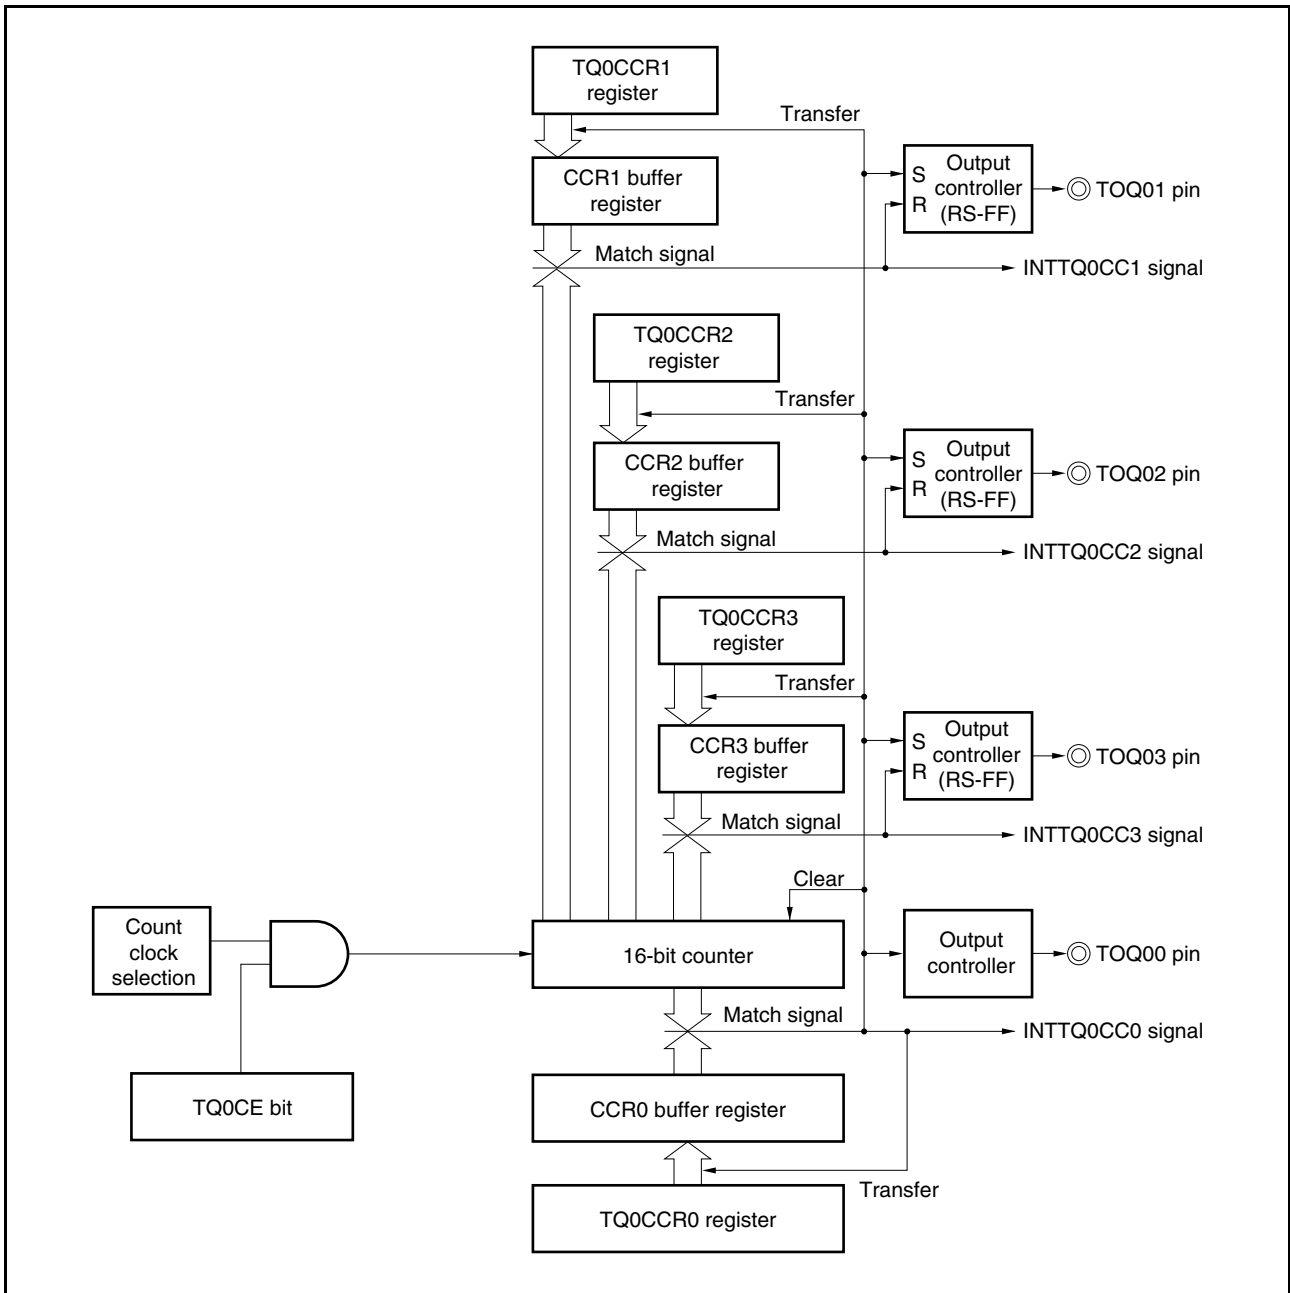 TQ0CCR1
register
Transfer
CCR1 buffer
register
S
R
Output
controller
(RS-FF)
TOQ01 pin
Match signal
INTTQ0CC1 signal
TQ0CCR2
register
Transfer
CCR2 buffer
register
S
R
Output
controller
(RS-FF)
TOQ02 pin
Match signal
INTTQ0CC2 signal
TQ0CCR3
register
Transfer
CCR3 buffer
register
S
R
Output
controller
(RS-FF)
TOQ03 pin
Match signal
INTTQ0CC3 signal
Clear
Count
clock
selection
16-bit counter
Output
controller
TOQ00 pin
Match signal
INTTQ0CC0 signal
TQ0CE bit
CCR0 buffer register
Transfer
TQ0CCR0 register